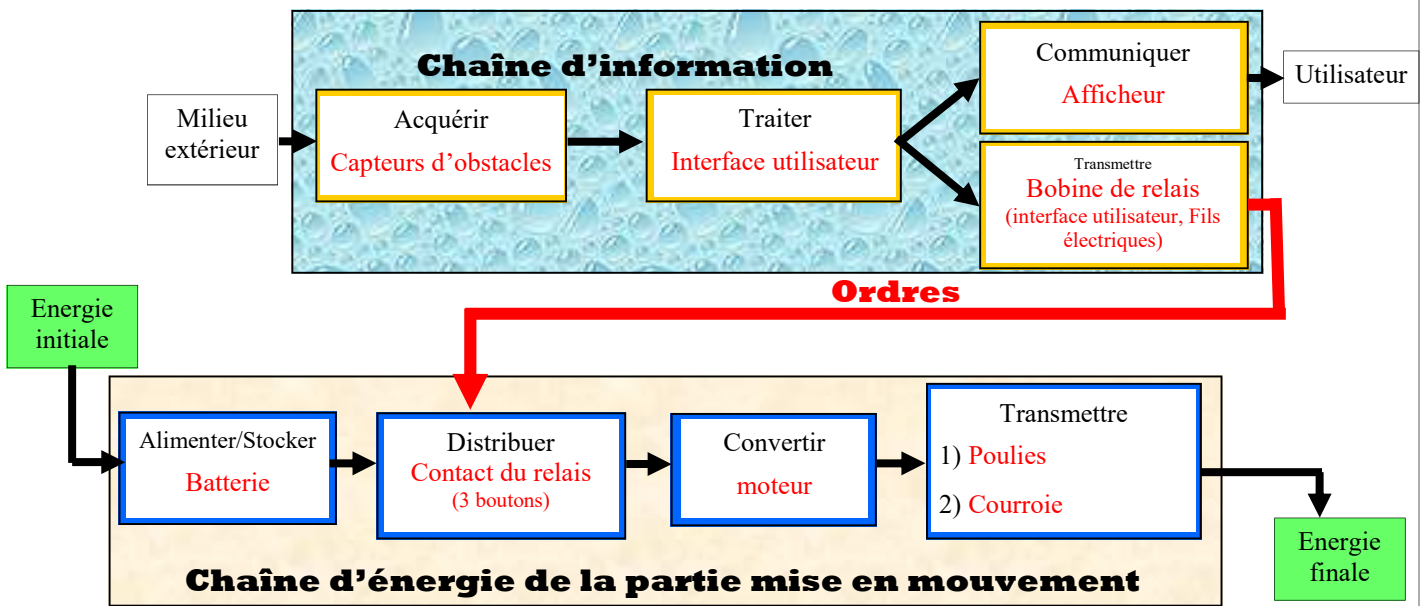 Chaîne d’information
Milieu
extérieur
Acquérir
Capteurs d’obstacles
Traiter
Interface utilisateur
Communiquer
Afficheur
Utilisateur
Transmettre
Bobine de relais
(interface utilisateur, Fils
électriques)
Ordres
Energie
initiale
Alimenter/Stocker
Batterie
Distribuer
Contact du relais
(3 boutons)
Convertir
moteur
Transmettre
1) Poulies
2) Courroie
Energie
finale
Chaîne d’énergie de la partie mise en mouvement